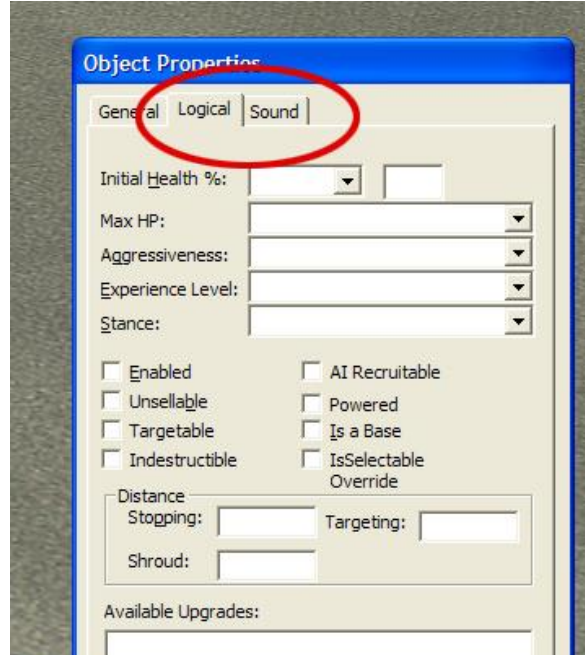 Object Properties
General Logical Sound
Initial Health %:
Max HP:
Aggressiveness:
Experience Level:
Stance:
Enabled AI Recruitable
Unsellable Powered
Targetable Is a Base
Indestructible IsSelectable
Override
Distance
Stopping: Targeting:
Shroud:
Available Upgrades: